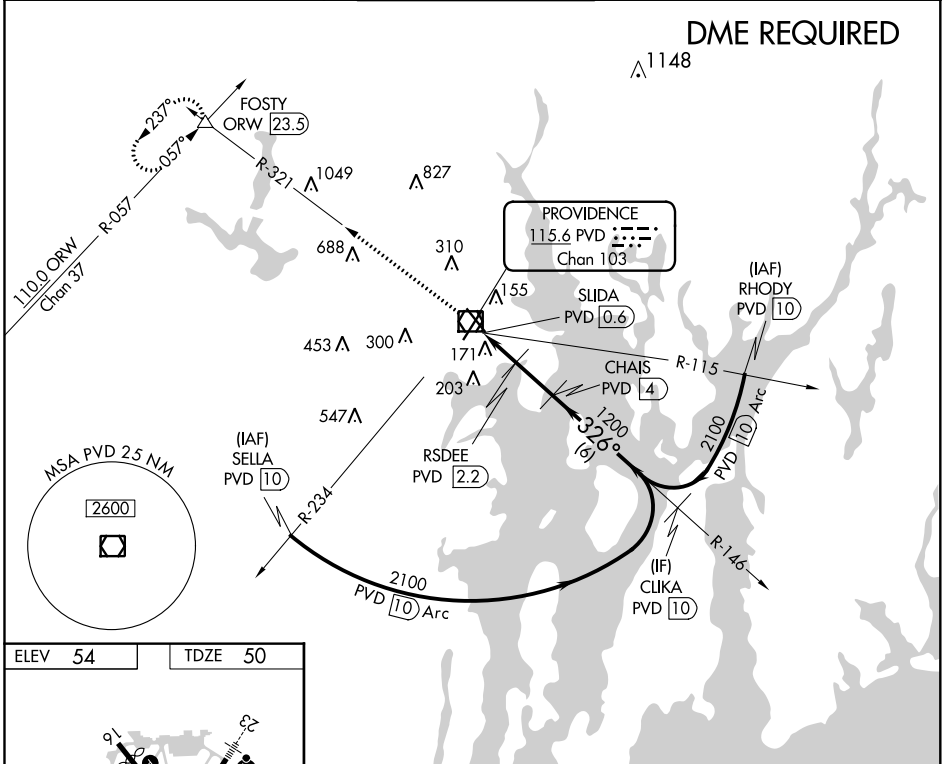 DME REQUIRED
1148
FOSTY
ORW 23.5
237°
057°
R-321
1049
827
R-057
110.0 ORW
Chan 37
688
310
PROVIDENCE
115.6 PVD
Chan 103
155
SLIDA
PVD 0.6
(IAF)
RHODY
PVD 10
453
300
171
203
R-115
CHAIS
PVD 4
547
1200
326°
(6)
2100
PVD 10 Arc
RSDEE
PVD 2.2
(IAF)
SELLA
PVD 10
R-234
MSA PVD 25 NM
2600
R-146
(IF)
CLIKA
PVD 10
2100
PVD 10 Arc
ELEV 54
TDZE 50
16
23